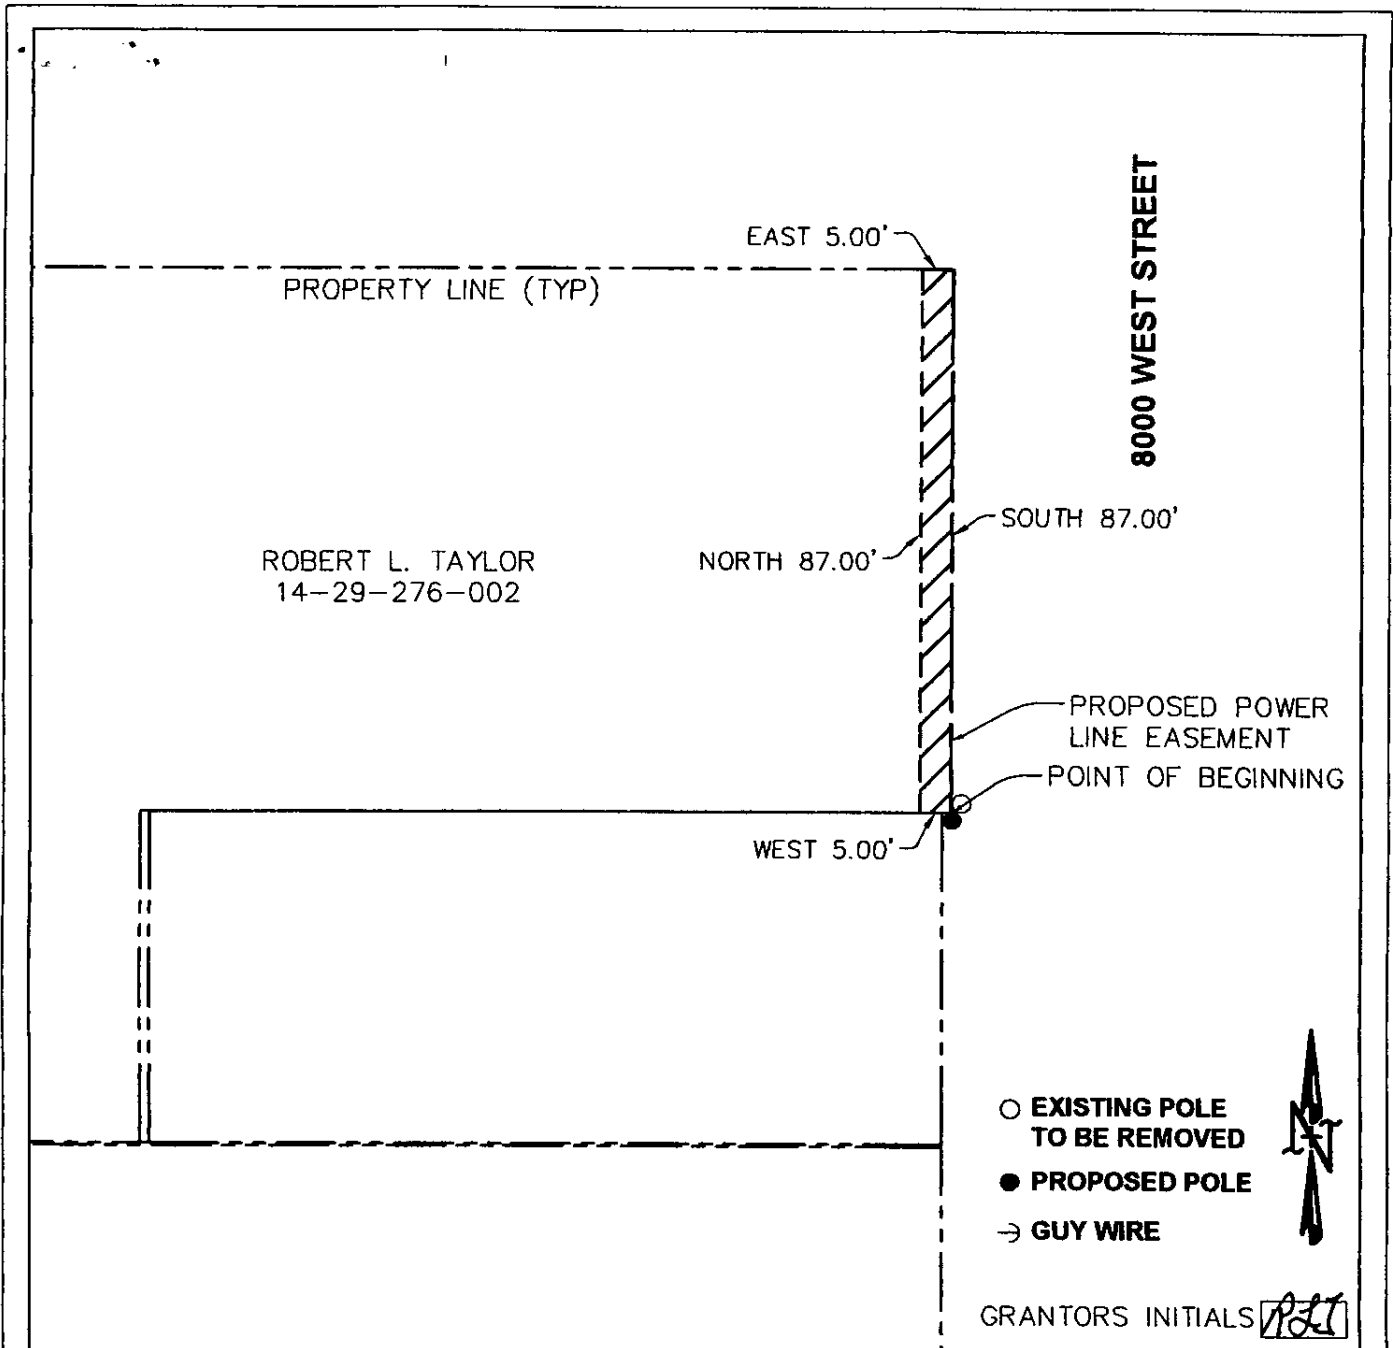 8000 WEST STREET
EAST 5.00'
PROPERTY LINE (TYP)
SOUTH 87.00'
NORTH 87.00'
ROBERT L. TAYLOR
14-29-276-002
PROPOSED POWER
LINE EASEMENT
POINT OF BEGINNING
WEST 5.00'
EXISTING POLE
TO BE REMOVED
N
PROPOSED POLE
GUY WIRE
GRANTORS INITIALS RLT